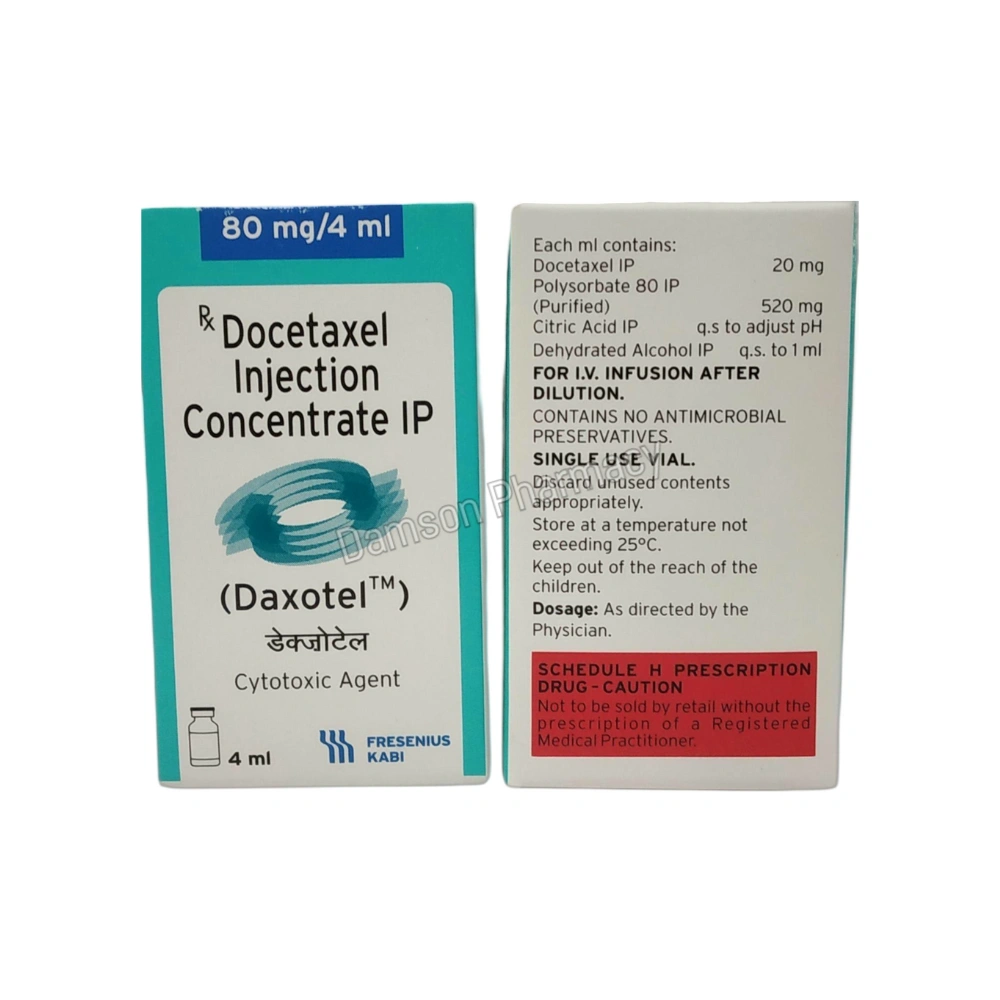 80 mg/4 ml
Rx Docetaxel
Injection
Concentrate IP
(Daxotel™)
डेक्ज़ोटेल
Cytotoxic Agent
4 ml
FRESENIUS
KABI
Each ml contains:
Docetaxel IP 20 mg
Polysorbate 80 IP
(Purified) 520 mg
Citric Acid IP q.s to adjust pH
Dehydrated Alcohol IP q.s. to 1 ml
FOR I.V. INFUSION AFTER
DILUTION.
CONTAINS NO ANTIMICROBIAL
PRESERVATIVES.
SINGLE USE VIAL.
Discard unused contents
appropriately.
Store at a temperature not
exceeding 25°C.
Keep out of the reach of the
children.
Dosage: As directed by the
Physician.
SCHEDULE H PRESCRIPTION
DRUG – CAUTION
Not to be sold by retail without the
prescription of a Registered
Medical Practitioner.
Damson Pharmacy